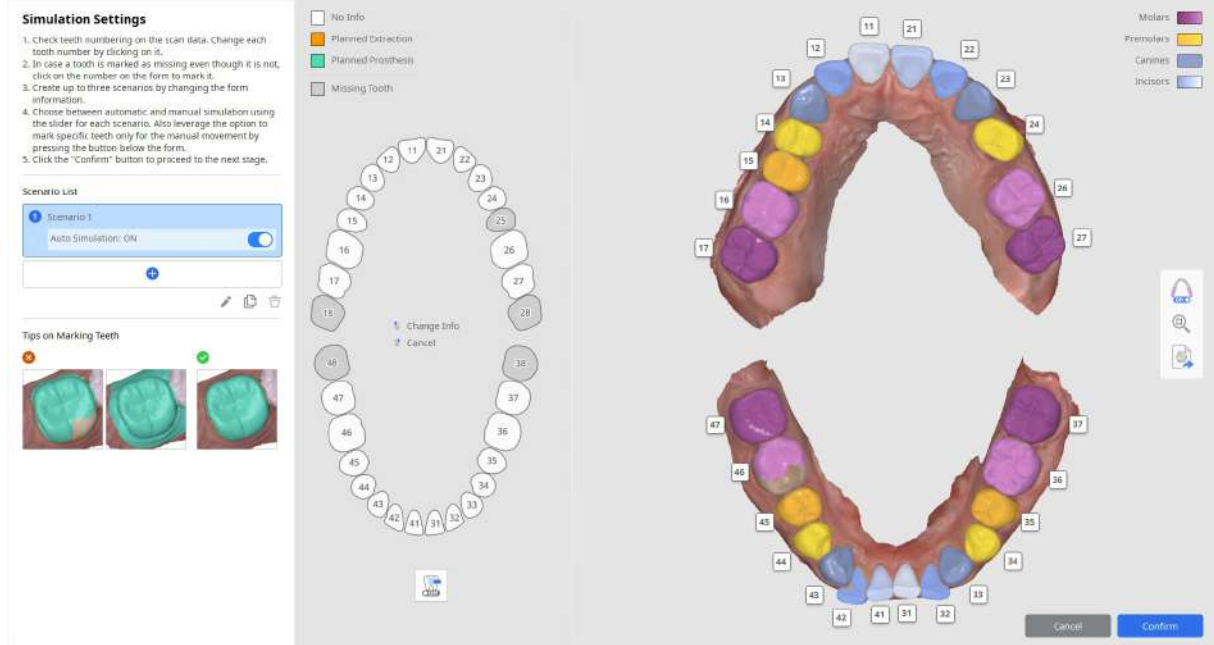 Simulation Settings
1. Check teeth numbering on the scan data. Change each
tooth number by clicking on it.
2. In case a tooth is marked as missing even though it is not,
click on the number on the form to mark it.
3. Create up to three scenarios by changing the form
information.
4. Choose between automatic and manual simulation using
the slider for each scenario. Also leverage the option to
mark specific teeth only for the manual movement by
pressing the button below the form.
5. Click the "Confirm" button to proceed to the next stage.
Scenario List
1 Scenario 1
Auto Simulation: ON
Tips on Marking Teeth
No Info
Planned Extraction
Planned Prosthesis
Missing Tooth
11 21
12 22
13 23
14 24
15 25
16 26
17 27
18 28
Change Info
Cancel
48 38
47 37
46 36
45 35
44 34
43 33
42 41 31 32
11 21
12 22
13 23
14 24
15
16 26
17 27
47 37
46 36
45 35
44 34
43 33
42 41 31 32
Molars
Premolars
Canines
Incisors
Cancel
Confirm